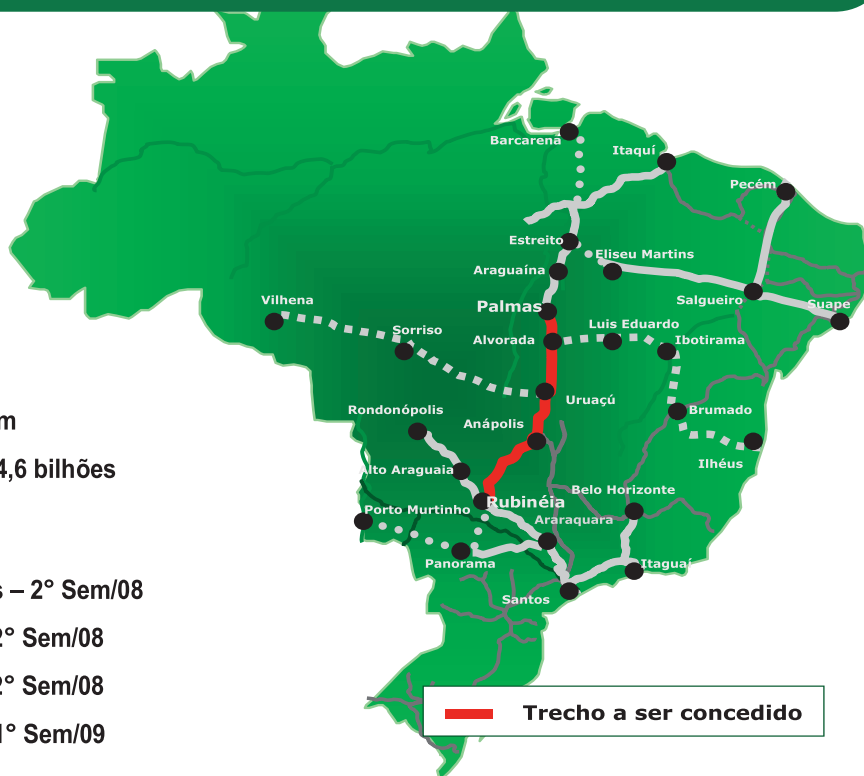 Barcarena
Itaquí
Pecém
Estreito
Eliseu Martins
Araguaína
Salgueiro
Suape
Palmas
Vilhena
Luis Eduardo
Sorriso
Alvorada
Ibotirama
Uruaçú
Rondonópolis
Brumado
Anápolis
m
Ilhéus
4,6 bilhões
Alto Araguaia
Belo Horizonte
Rubinéia
Porto Murtinho
Araraquara
Panorama
Itaguaí
s – 2° Sem/08
Santos
2° Sem/08
2° Sem/08
1° Sem/09
Trecho a ser concedido